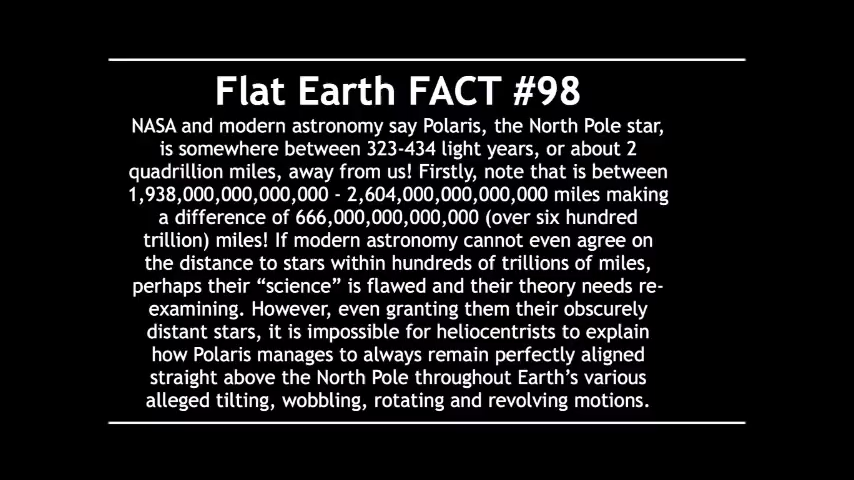 Flat Earth FACT #98
NASA and modern astronomy say Polaris, the North Pole star,
is somewhere between 323-434 light years, or about 2
quadrillion miles, away from us! Firstly, note that is between
1,938,000,000,000,000 - 2,604,000,000,000,000 miles making
a difference of 666,000,000,000,000 (over six hundred
trillion) miles! If modern astronomy cannot even agree on
the distance to stars within hundreds of trillions of miles,
perhaps their “science” is flawed and their theory needs re-
examining. However, even granting them their obscurely
distant stars, it is impossible for heliocentrists to explain
how Polaris manages to always remain perfectly aligned
straight above the North Pole throughout Earth’s various
alleged tilting, wobbling, rotating and revolving motions.